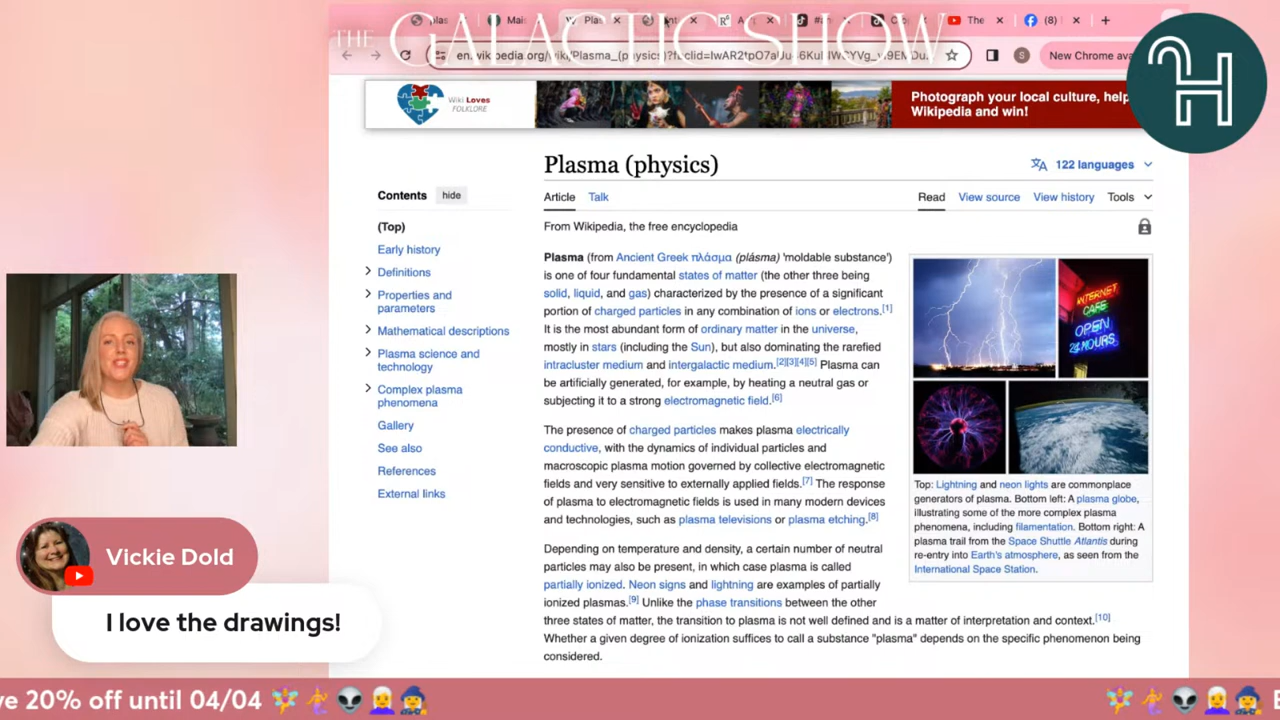 THE GALACTIC SHOW
plas
Mai
W Plas
Int
R⁶ A
The
(8)
New Chrome ava
Wiki Loves
FOLKLORE
Photograph your local culture, help
Wikipedia and win!
H
Plasma (physics)
122 languages
Contents hide
Article Talk
Read View source View history Tools
(Top)
Early history
Definitions
Properties and
parameters
Mathematical descriptions
Plasma science and
technology
Complex plasma
phenomena
Gallery
See also
References
External links
From Wikipedia, the free encyclopedia
Plasma (from Ancient Greek πλάσμα (plásma) 'moldable substance')
is one of four fundamental states of matter (the other three being
solid, liquid, and gas) characterized by the presence of a significant
portion of charged particles in any combination of ions or electrons.[1]
It is the most abundant form of ordinary matter in the universe,
mostly in stars (including the Sun), but also dominating the rarefied
intracluster medium and intergalactic medium.[2][3][4][5] Plasma can
be artificially generated, for example, by heating a neutral gas or
subjecting it to a strong electromagnetic field.[6]
The presence of charged particles makes plasma electrically
conductive, with the dynamics of individual particles and
macroscopic plasma motion governed by collective electromagnetic
fields and very sensitive to externally applied fields.[7] The response
of plasma to electromagnetic fields is used in many modern devices
and technologies, such as plasma televisions or plasma etching.[8]
Depending on temperature and density, a certain number of neutral
particles may also be present, in which case plasma is called
partially ionized. Neon signs and lightning are examples of partially
ionized plasmas.[9] Unlike the phase transitions between the other
three states of matter, the transition to plasma is not well defined and is a matter of interpretation and context.[10]
Whether a given degree of ionization suffices to call a substance "plasma" depends on the specific phenomenon being
considered.
INTERNET
CAFE
OPEN
24 HOURS
Top: Lightning and neon lights are commonplace
generators of plasma. Bottom left: A plasma globe,
illustrating some of the more complex plasma
phenomena, including filamentation. Bottom right: A
plasma trail from the Space Shuttle Atlantis during
re-entry into Earth's atmosphere, as seen from the
International Space Station.
Vickie Dold
I love the drawings!
ve 20% off until 04/04